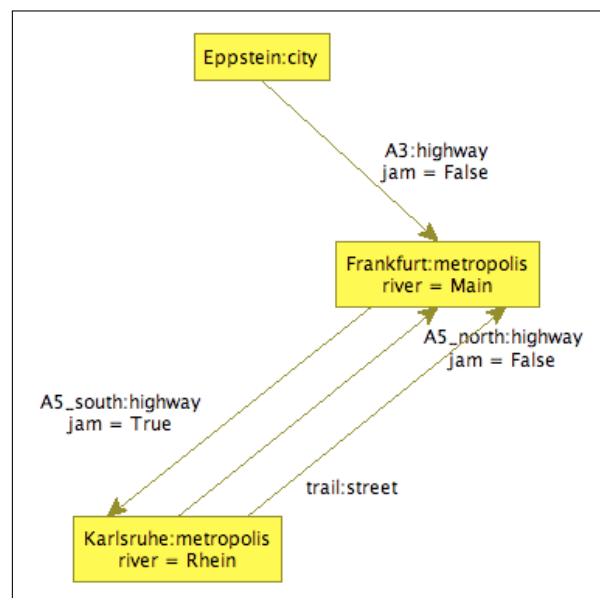 Eppstein:city
A3:highway
jam = False
Frankfurt:metropolis
river = Main
A5_north:highway
jam = False
A5_south:highway
jam = True
trail:street
Karlsruhe:metropolis
river = Rhein